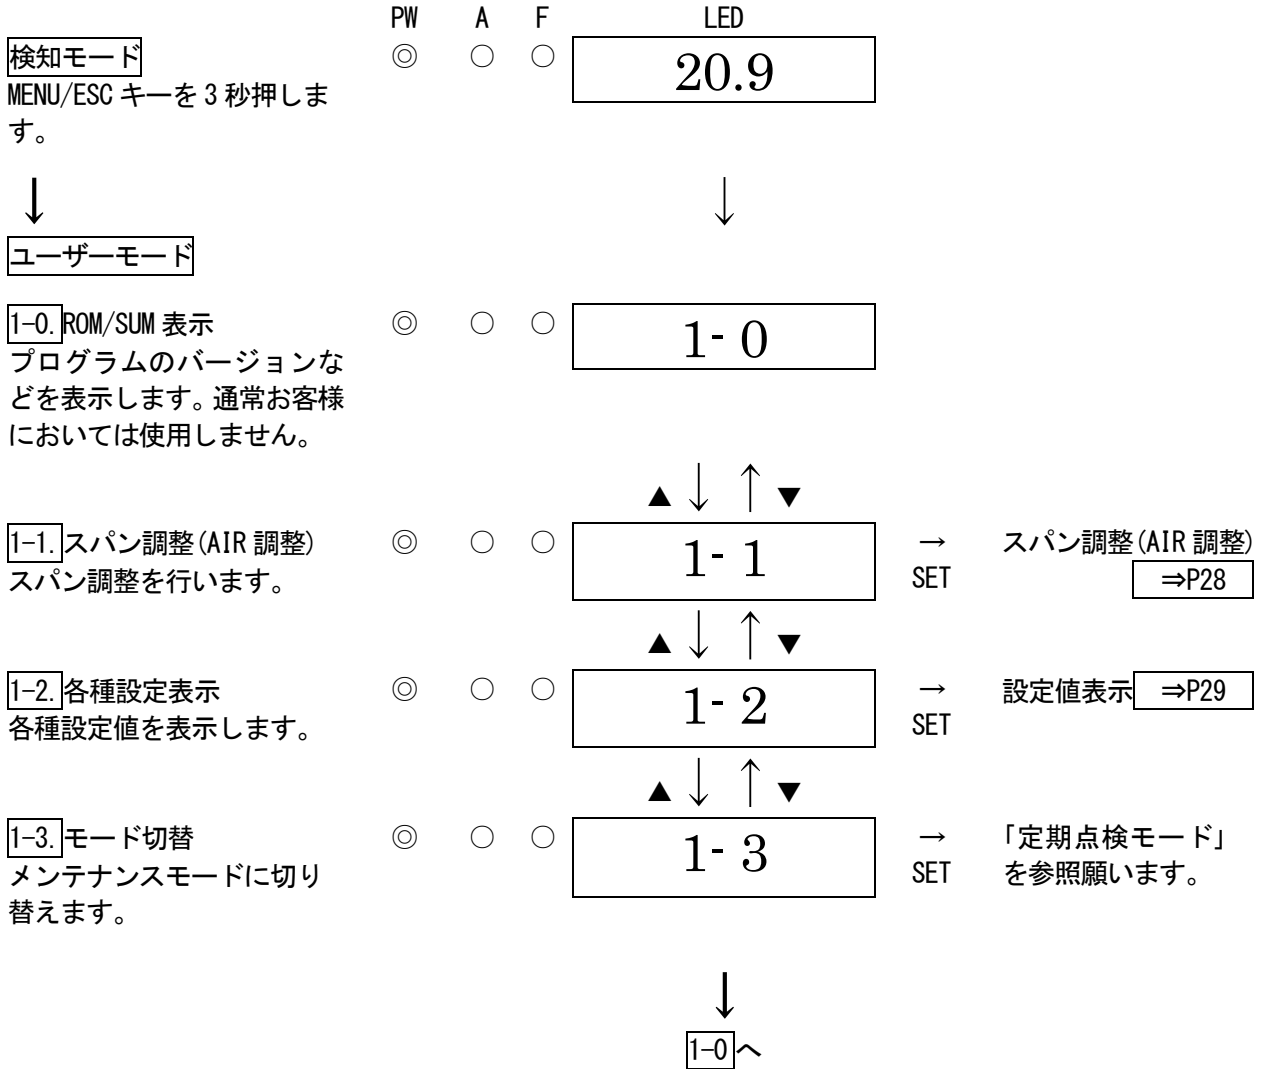 PW A F LED
検知モード ◎ ○ ○ 20.9
MENU/ESC キーを 3 秒押しま
す。
↓ ↓
ユーザーモード
1-0. ROM/SUM 表示 ◎ ○ ○ 1- 0
プログラムのバージョンな
どを表示します。通常お客様
においては使用しません。
▲ ↓ ↑ ▼
1-1. スパン調整(AIR 調整) ◎ ○ ○ 1- 1 → スパン調整(AIR 調整)
スパン調整を行います。 SET ⇒P28
▲ ↓ ↑ ▼
1-2. 各種設定表示 ◎ ○ ○ 1- 2 → 設定値表示 ⇒P29
各種設定値を表示します。 SET
▲ ↓ ↑ ▼
1-3. モード切替 ◎ ○ ○ 1- 3 → 「定期点検モード」
メンテナンスモードに切り SET を参照願います。
替えます。
↓
1-0 へ